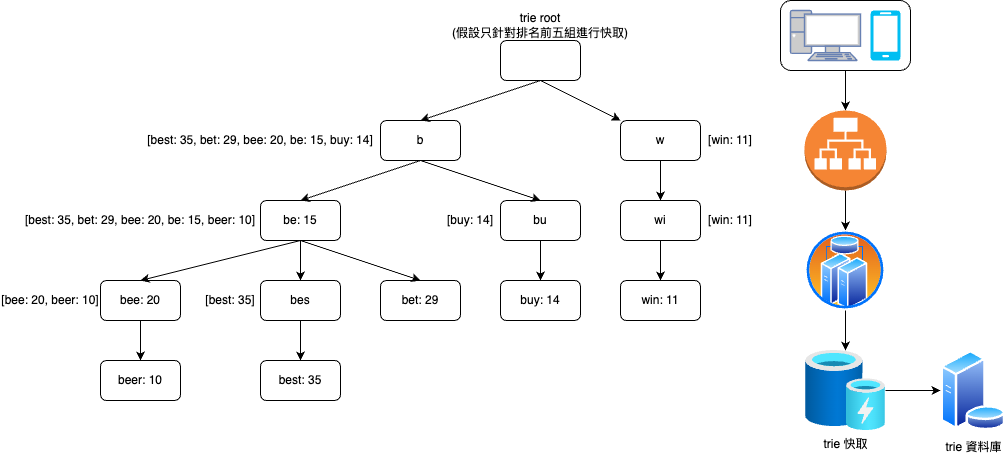 trie root
(假設只針對排名前五組進行快取)
[best: 35, bet: 29, bee: 20, be: 15, buy: 14]
b
w
[win: 11]
[best: 35, bet: 29, bee: 20, be: 15, beer: 10]
be: 15
[buy: 14]
bu
wi
[win: 11]
[bee: 20, beer: 10]
bee: 20
[best: 35]
bes
bet: 29
buy: 14
win: 11
beer: 10
best: 35
trie 快取
trie 資料庫